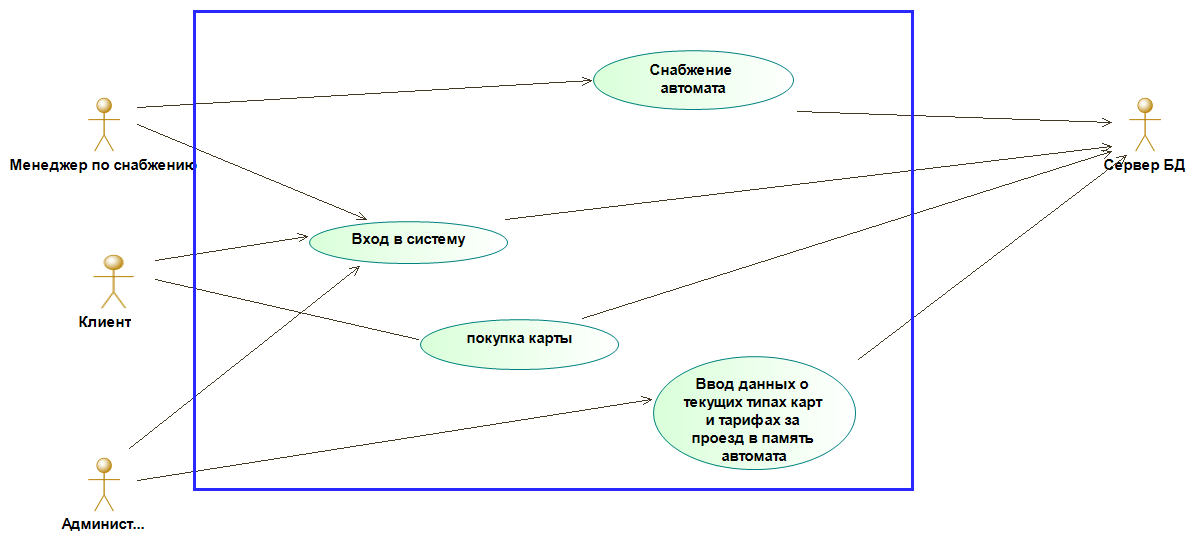 Снабжение
автомата
Менеджер по снабжению
Сервер БД
Вход в систему
Клиент
покупка карты
Ввод данных о
текущих типах карт
и тарифах за
проезд в память
автомата
Админист...